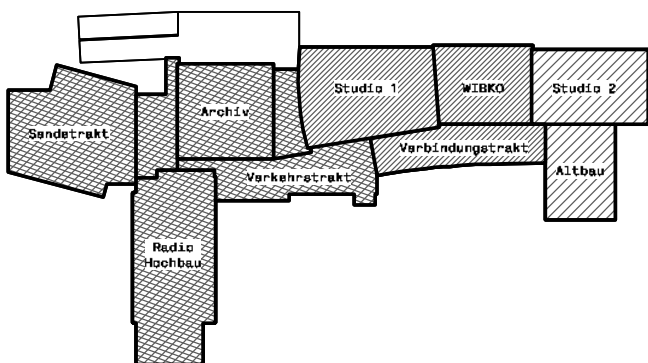 Studio 1
WIBKO
Studio 2
Archiv
Sendetrakt
Verbindungstrakt
Verkehrstrakt
Altbau
Radio
Hochbau